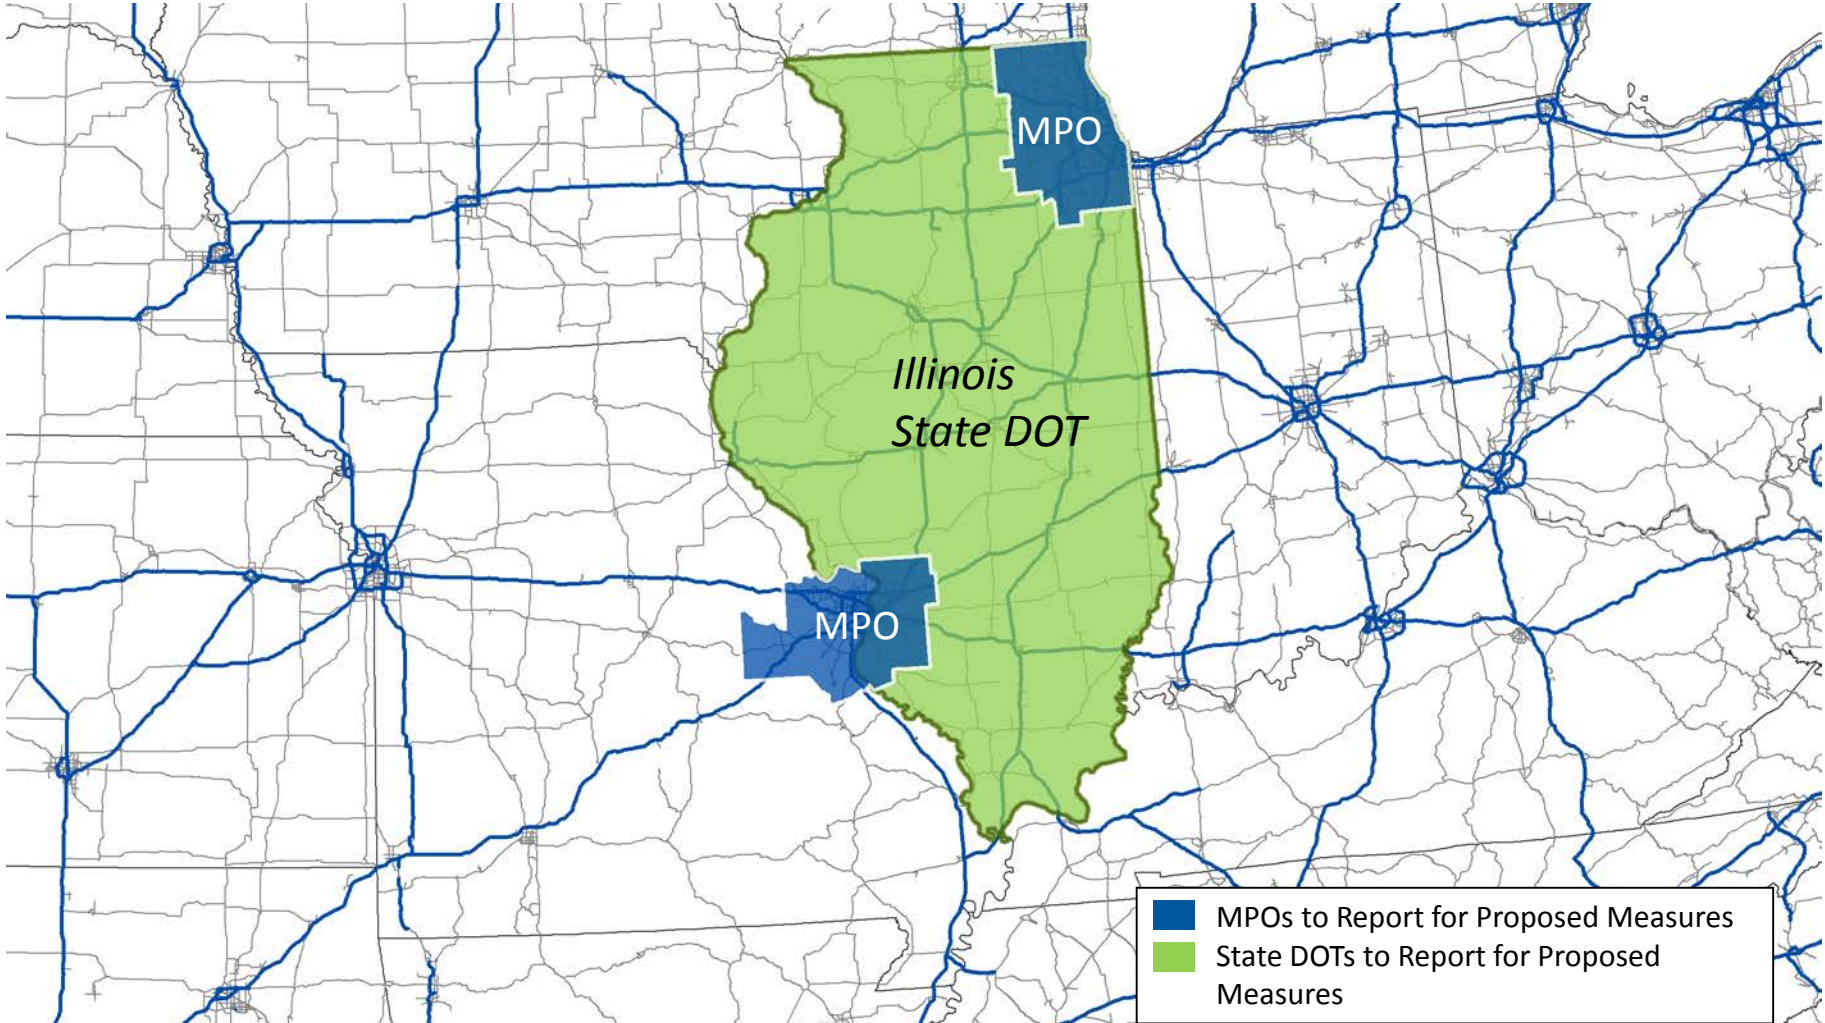 MPO
Illinois
State DOT
MPO
MPOs to Report for Proposed Measures
State DOTs to Report for Proposed
Measures